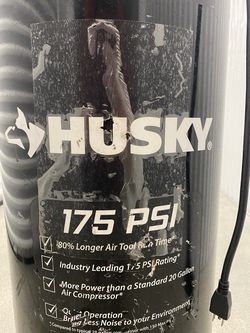 HUSKY®
175 PSI
80% Longer Air Tool Run Time*
Industry Leading 175 PSI Rating*
More Power than a Standard 20 Gallon
Air Compressor*
Operation
Less Noise to your Environment